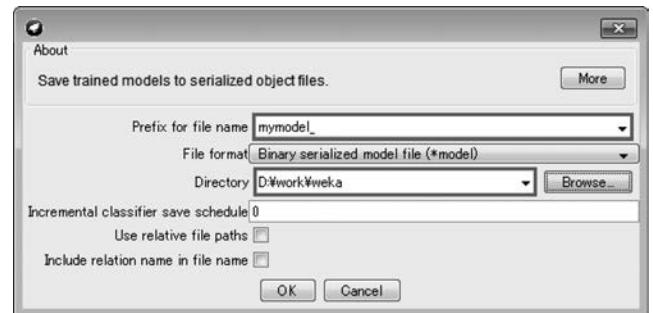 About
Save trained models to serialized object files.
More
Prefix for file name mymodel_
File format Binary serialized model file (*model)
Directory D:¥work¥weka Browse...
Incremental classifier save schedule 0
Use relative file paths
Include relation name in file name
OK Cancel